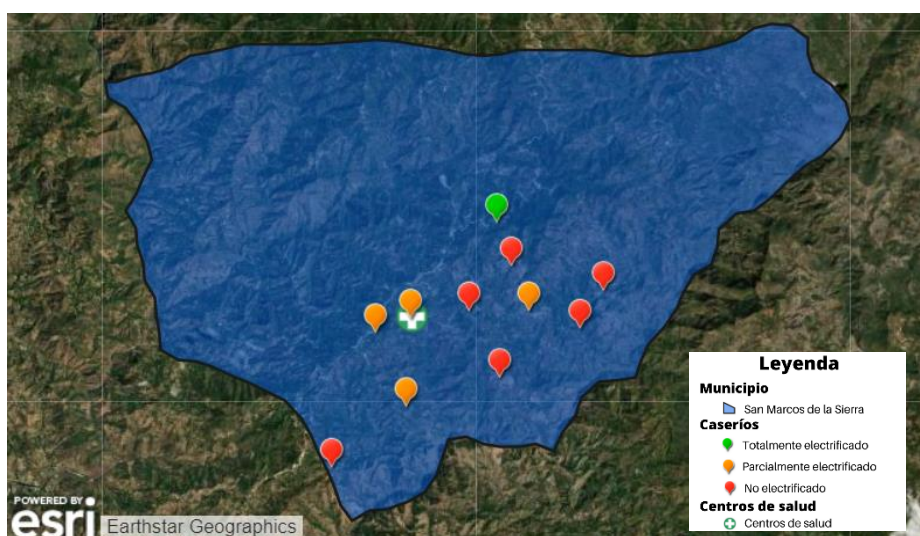 Leyenda
Municipio
San Marcos de la Sierra
Caseríos
Totalmente electrificado
Parcialmente electrificado
No electrificado
Centros de salud
Centros de salud
POWERED BY
esri
Earthstar Geographics